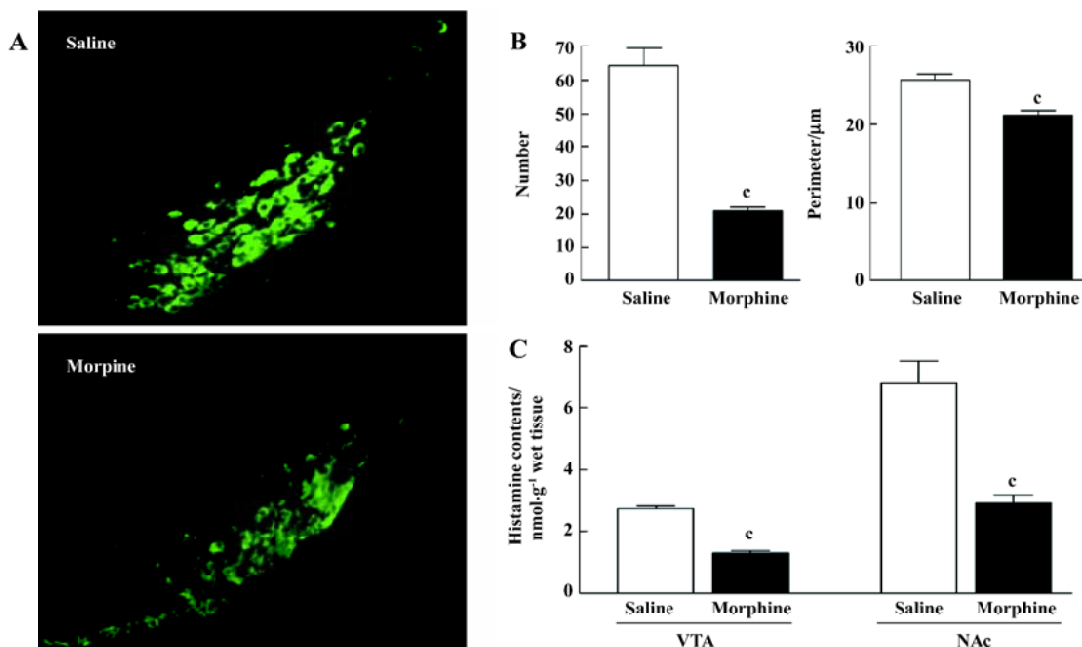 A
Saline
Morpine
B
70
60
50
40
30
20
10
0
Number
c
Saline Morphine
30
20
10
0
Perimeter/μm
c
Saline Morphine
C
8
6
4
2
0
Histamine contents/
nmol·g⁻¹ wet tissue
c
c
Saline Morphine Saline Morphine
VTA NAc